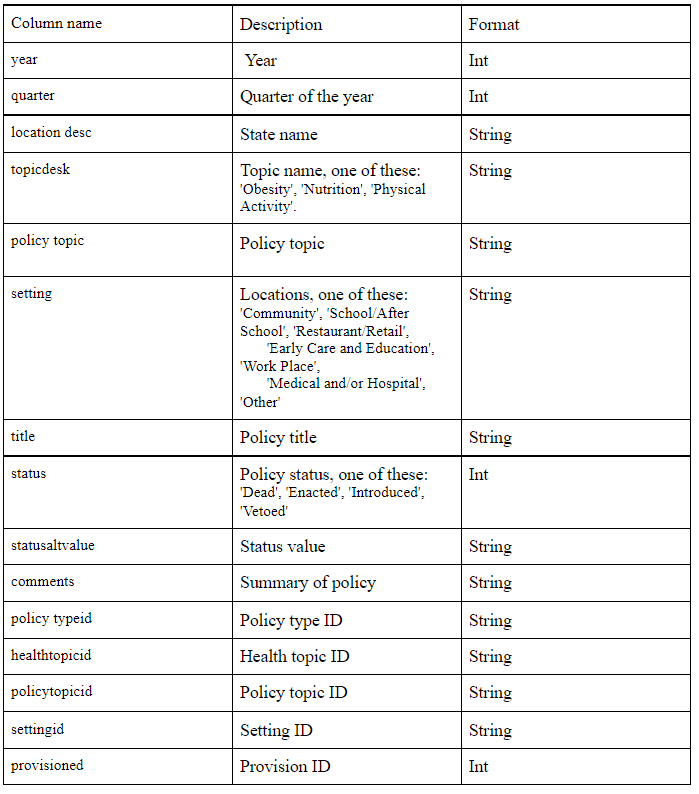 Column name Description Format
year Year Int
quarter Quarter of the year Int
location desc State name String
topicdesk Topic name, one of these: String
'Obesity', 'Nutrition', 'Physical
Activity'.
policy topic Policy topic String
setting Locations, one of these: String
'Community', 'School/After
School', 'Restaurant/Retail',
'Early Care and Education',
'Work Place',
'Medical and/or Hospital',
'Other'
title Policy title String
status Policy status, one of these: Int
'Dead', 'Enacted', 'Introduced',
'Vetoed'
statusaltvalue Status value String
comments Summary of policy String
policy typeid Policy type ID String
healthtopicid Health topic ID String
policytopicid Policy topic ID String
settingid Setting ID String
provisioned Provision ID Int